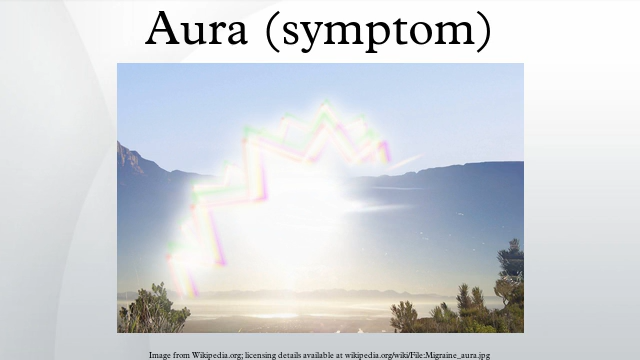 Aura (symptom)
Image from Wikipedia.org; licensing details available at wikipedia.org/wiki/File:Migraine_aura.jpg